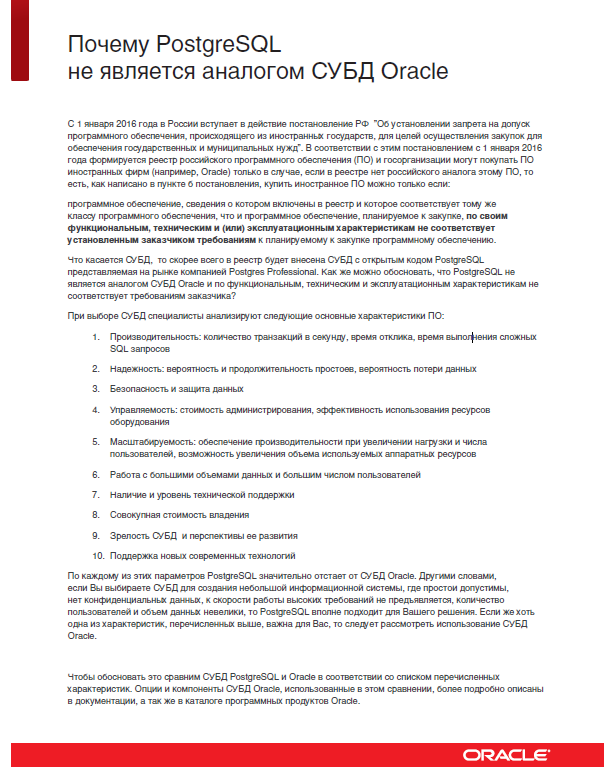 Почему PostgreSQL
не является аналогом СУБД Oracle
С 1 января 2016 года в России вступает в действие постановление РФ "Об установлении запрета на допуск
программного обеспечения, происходящего из иностранных государств, для целей осуществления закупок для
обеспечения государственных и муниципальных нужд". В соответствии с этим постановлением с 1 января 2016
года формируется реестр российского программного обеспечения (ПО) и госорганизации могут покупать ПО
иностранных фирм (например, Oracle) только в случае, если в реестре нет российского аналога этому ПО, то
есть, как написано в пункте 6 постановления, купить иностранное ПО можно только если:
программное обеспечение, сведения о котором включены в реестр и которое соответствует тому же
классу программного обеспечения, что и программное обеспечение, планируемое к закупке, по своим
функциональным, техническим и (или) эксплуатационным характеристикам не соответствует
установленным заказчиком требованиям к планируемому к закупке программному обеспечению.
Что касается СУБД, то скорее всего в реестр будет внесена СУБД с открытым кодом PostgreSQL
представляемая на рынке компанией Postgres Professional. Как же можно обосновать, что PostgreSQL не
является аналогом СУБД Oracle и по функциональным, техническим и эксплуатационным характеристикам не
соответствует требованиям заказчика?
При выборе СУБД специалисты анализируют следующие основные характеристики ПО:
1. Производительность: количество транзакций в секунду, время отклика, время выполнения сложных
SQL запросов
2. Надежность: вероятность и продолжительность простоев, вероятность потери данных
3. Безопасность и защита данных
4. Управляемость: стоимость администрирования, эффективность использования ресурсов
оборудования
5. Масштабируемость: обеспечение производительности при увеличении нагрузки и числа
пользователей, возможность увеличения объема используемых аппаратных ресурсов
6. Работа с большими объемами данных и большим числом пользователей
7. Наличие и уровень технической поддержки
8. Совокупная стоимость владения
9. Зрелость СУБД и перспективы ее развития
10. Поддержка новых современных технологий
По каждому из этих параметров PostgreSQL значительно отстает от СУБД Oracle. Другими словами,
если Вы выбираете СУБД для создания небольшой информационной системы, где простои допустимы,
нет конфиденциальных данных, к скорости работы высоких требований не предъявляется, количество
пользователей и объем данных невелики, то PostgreSQL вполне подходит для Вашего решения. Если же хоть
одна из характеристик, перечисленных выше, важна для Вас, то следует рассмотреть использование СУБД
Oracle.
Чтобы обосновать это сравним СУБД PostgreSQL и Oracle в соответствии со списком перечисленных
характеристик. Опции и компоненты СУБД Oracle, использованные в этом сравнении, более подробно описаны
в документации, а так же в каталоге программных продуктов Oracle.
ORACLE